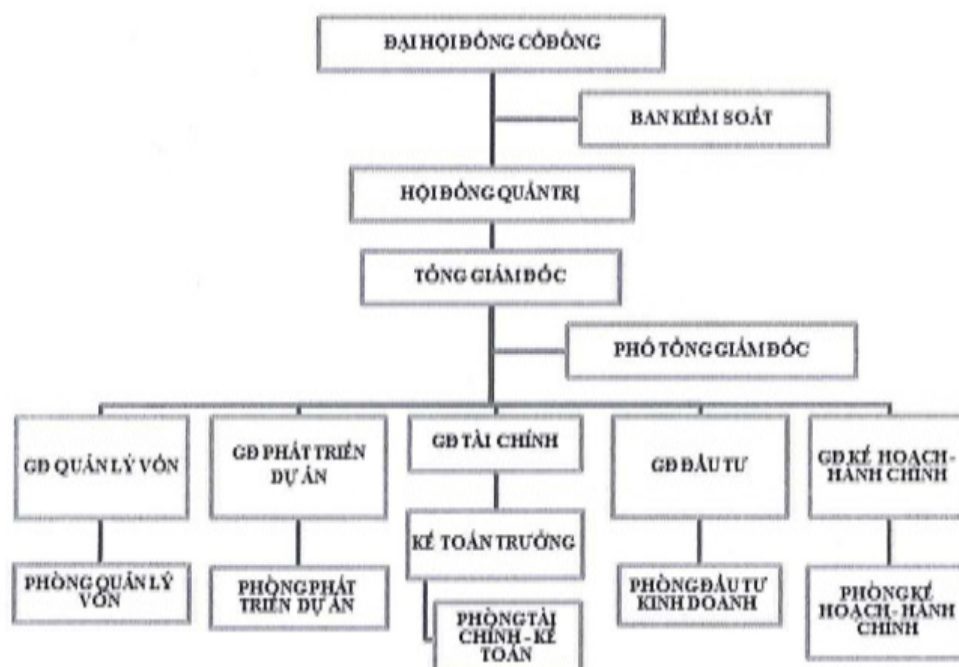 ĐẠI HỘI ĐỒNG CỔ ĐÔNG
BAN KIỂM SOÁT
HỘI ĐỒNG QUẢN TRỊ
TỔNG GIÁM ĐỐC
PHÓ TỔNG GIÁM ĐỐC
GĐ QUẢN LÝ VỐN
GĐ PHÁT TRIỂN
DỰ ÁN
GĐ TÀI CHÍNH
GĐ ĐẦU TƯ
GĐ KẾ HOẠCH-
HÀNH CHÍNH
KẾ TOÁN TRƯỞNG
PHÒNG QUẢN LÝ
VỐN
PHÒNG PHÁT
TRIỂN DỰ ÁN
PHÒNG TÀI
CHÍNH - KẾ
TOÁN
PHÒNG ĐẦU TƯ
KINH DOANH
PHÒNG KẾ
HOẠCH - HÀNH
CHÍNH